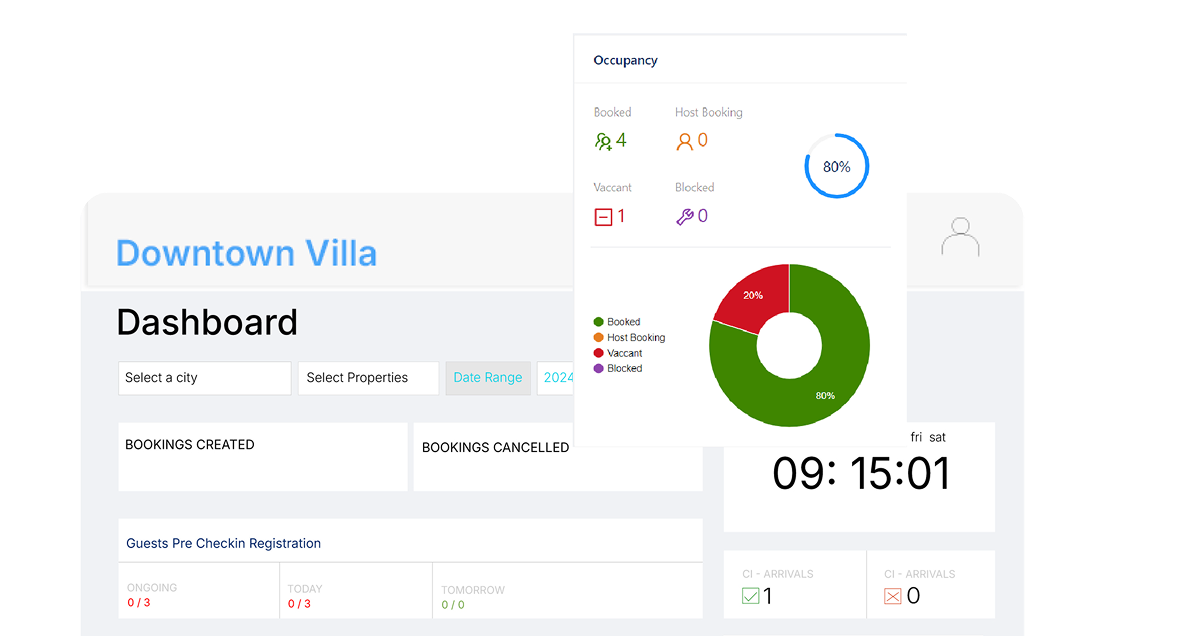 Occupancy
Booked Host Booking
4 0
80%
Vaccant Blocked
1 0
20%
Booked
Host Booking
Vaccant
Blocked
80%
Downtown Villa
Dashboard
Select a city Select Properties Date Range 2024
BOOKINGS CREATED BOOKINGS CANCELLED
fri sat
09: 15:01
Guests Pre Checkin Registration
ONGOING TODAY TOMORROW
0 / 3 0 / 3 0 / 0
CI - ARRIVALS CI - ARRIVALS
1 0